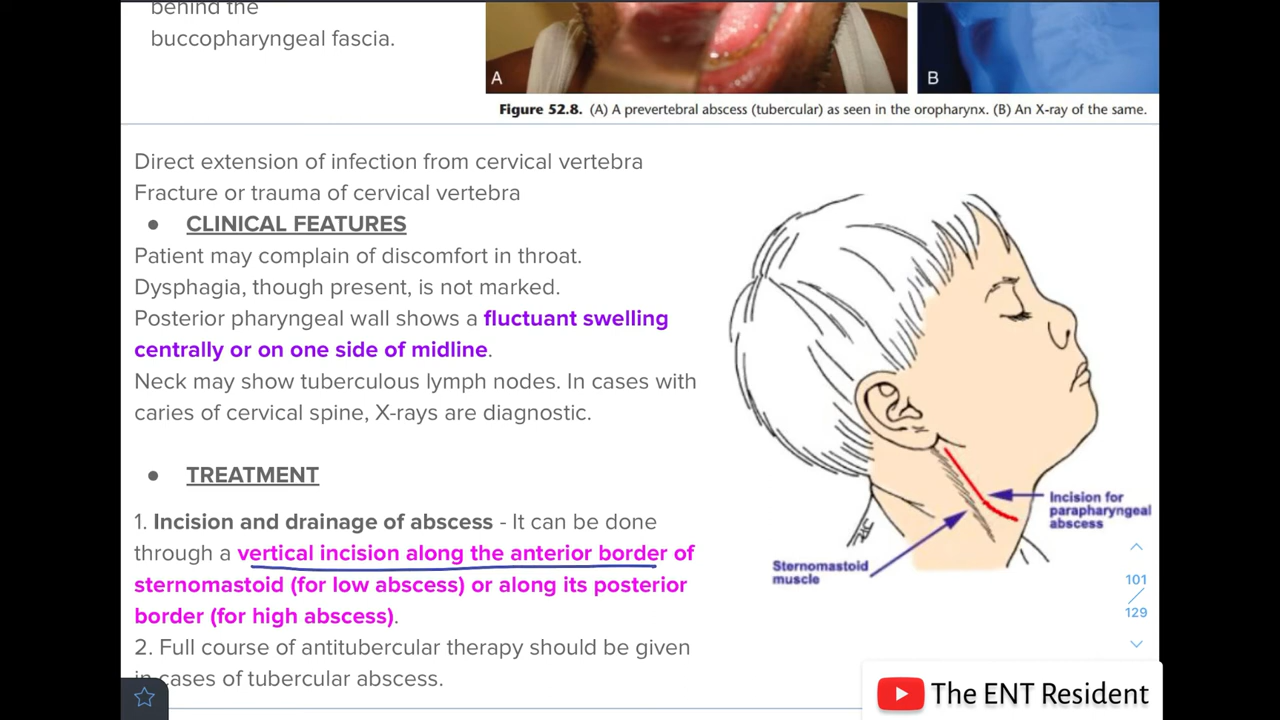 behind the
buccopharyngeal fascia.
A
B
Figure 52.8. (A) A prevertebral abscess (tubercular) as seen in the oropharynx. (B) An X-ray of the same.
Direct extension of infection from cervical vertebra
Fracture or trauma of cervical vertebra
● CLINICAL FEATURES
Patient may complain of discomfort in throat.
Dysphagia, though present, is not marked.
Posterior pharyngeal wall shows a fluctuant swelling
centrally or on one side of midline.
Neck may show tuberculous lymph nodes. In cases with
caries of cervical spine, X-rays are diagnostic.
● TREATMENT
1. Incision and drainage of abscess - It can be done
through a vertical incision along the anterior border of
sternomastoid (for low abscess) or along its posterior
border (for high abscess).
2. Full course of antitubercular therapy should be given
in cases of tubercular abscess.
Incision for
parapharyngeal
abscess
Sternomastoid
muscle
101
129
The ENT Resident